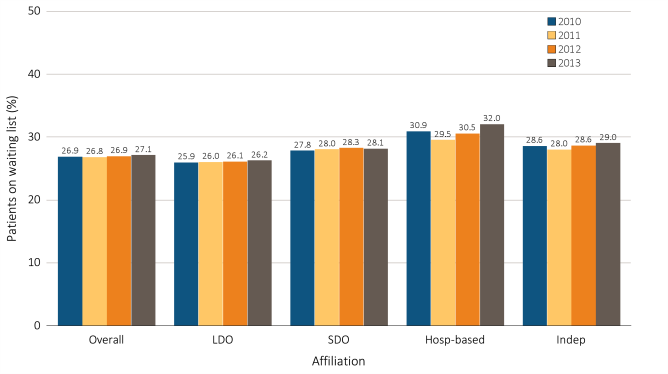 50
40
30
20
10
0
Patients on waiting list (%)
2010
2011
2012
2013
26.9 26.8 26.9 27.1
25.9 26.0 26.1 26.2
27.8 28.0 28.3 28.1
30.9 29.5 30.5 32.0
28.6 28.0 28.6 29.0
Overall LDO SDO Hosp-based Indep
Affiliation